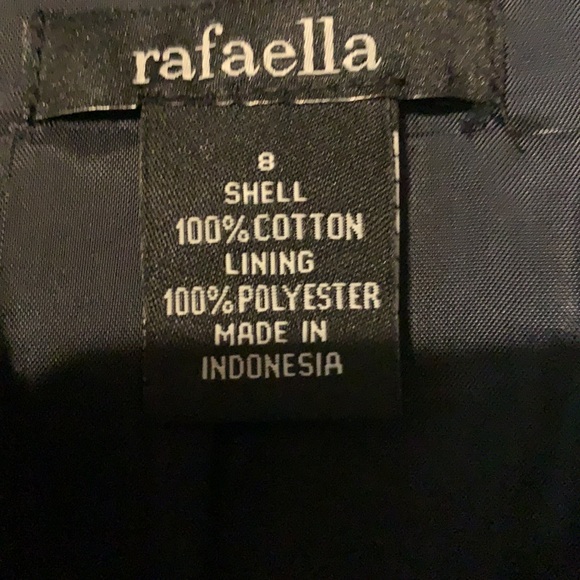 rafaella
8
SHELL
100% COTTON
LINING
100% POLYESTER
MADE IN
INDONESIA